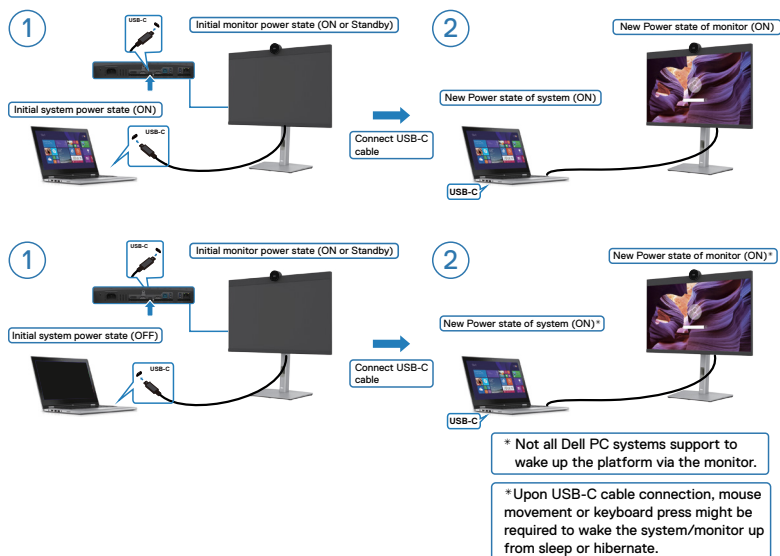 1
USB-C
Initial monitor power state (ON or Standby)
Initial system power state (ON)
USB-C
Connect USB-C
cable
2
New Power state of monitor (ON)
New Power state of system (ON)
USB-C
1
USB-C
Initial monitor power state (ON or Standby)
Initial system power state (OFF)
USB-C
Connect USB-C
cable
2
New Power state of monitor (ON)*
New Power state of system (ON)*
USB-C
* Not all Dell PC systems support to
wake up the platform via the monitor.
*Upon USB-C cable connection, mouse
movement or keyboard press might be
required to wake the system/monitor up
from sleep or hibernate.